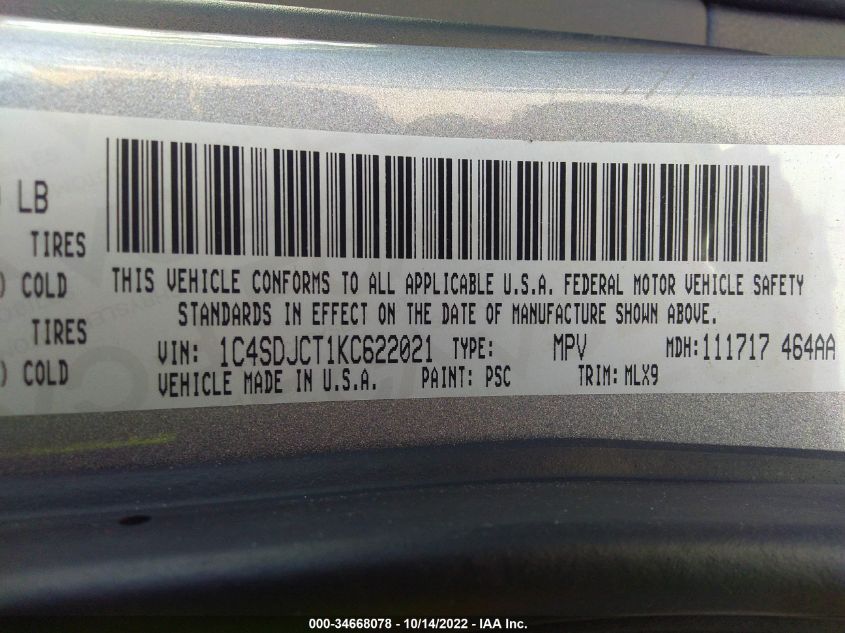 LB
TIRES
COLD
TIRES
COLD
THIS VEHICLE CONFORMS TO ALL APPLICABLE U.S.A. FEDERAL MOTOR VEHICLE SAFETY
STANDARDS IN EFFECT ON THE DATE OF MANUFACTURE SHOWN ABOVE.
VIN: 1C4SDJCT1KC622021 TYPE: MPV MDH: 111717 464AA
VEHICLE MADE IN U.S.A. PAINT: PSC TRIM: MLX9
000-34668078 - 10/14/2022 - IAA Inc.